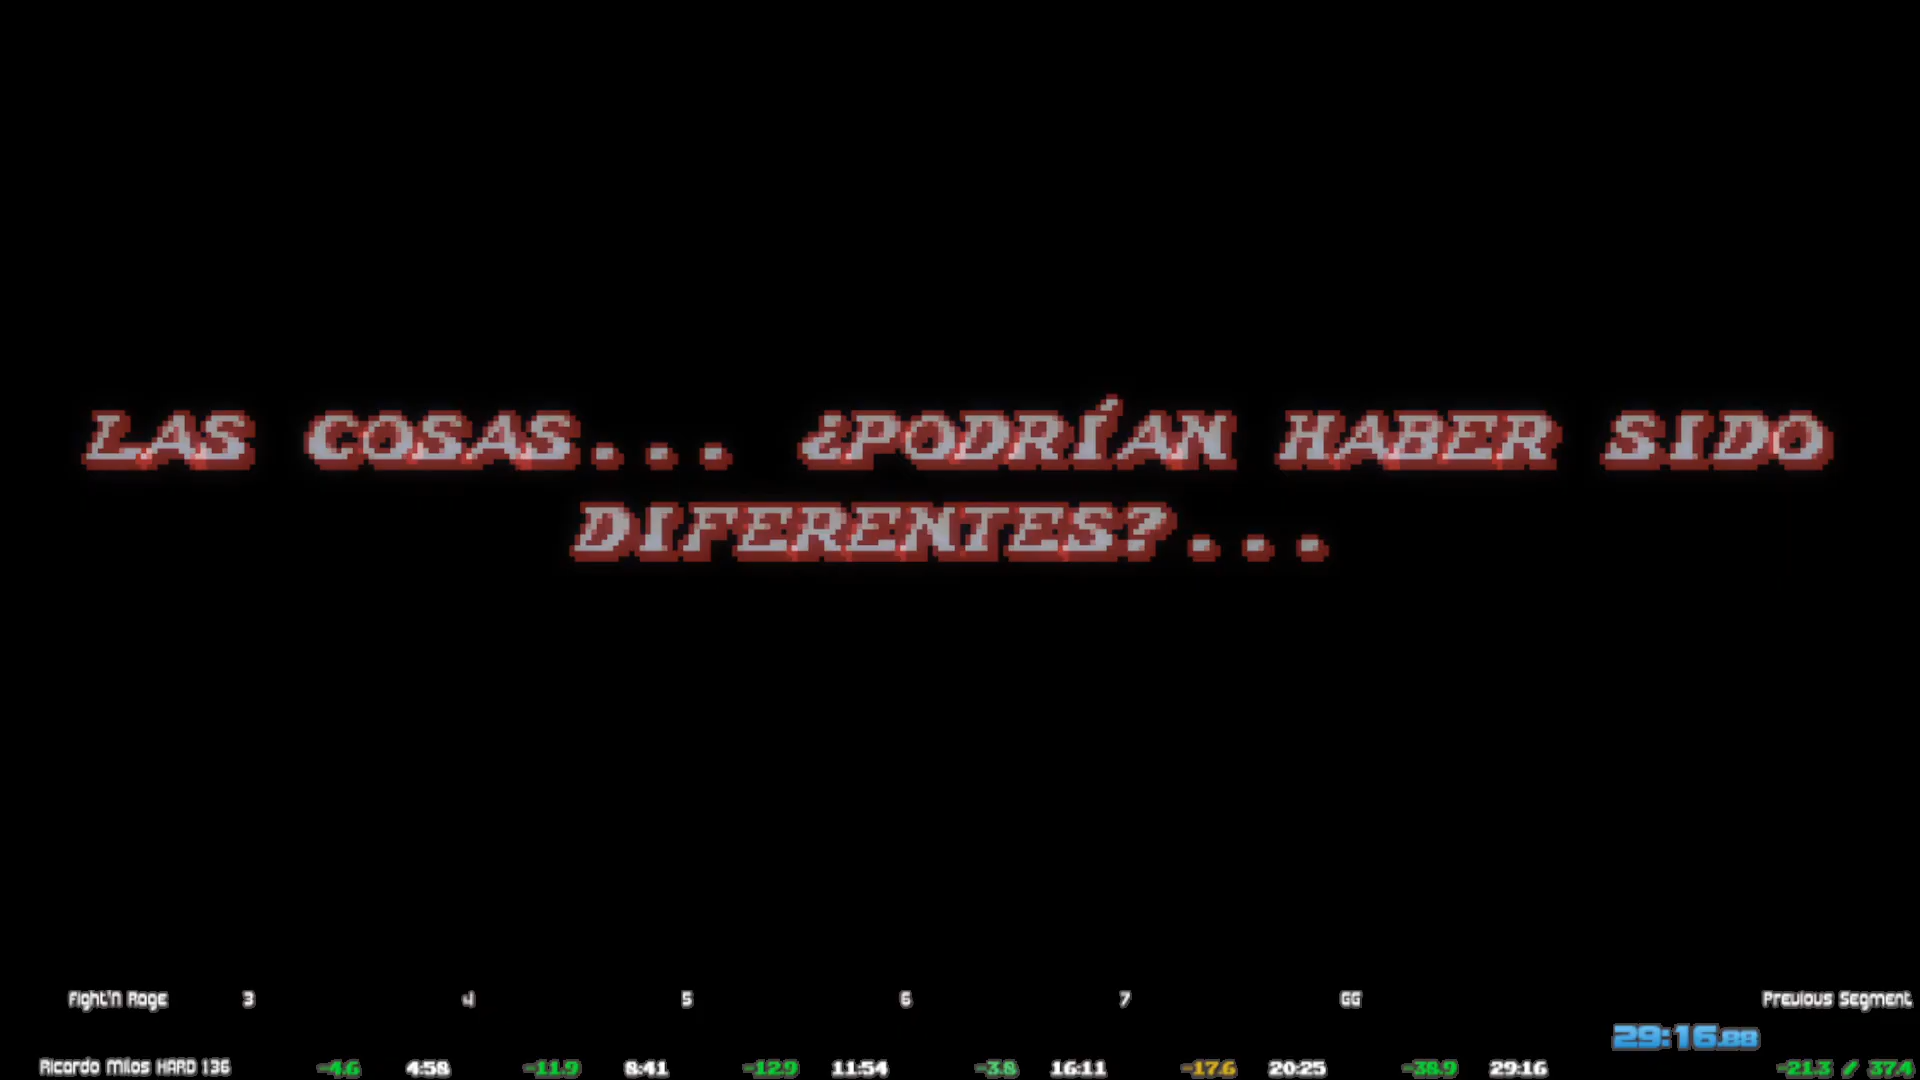 LAS COSAS... ¿PODRÍAN HABER SIDO
DIFERENTES?...
Fight'N Rage 3 4 5 6 7 GG Previous Segment
29:16.88
Ricardo Milos HARD 136 -4.6 4:58 -11.9 8:41 -12.9 11:54 -3.8 16:11 -17.6 20:25 -38.9 29:16 -21.3 / 37.4